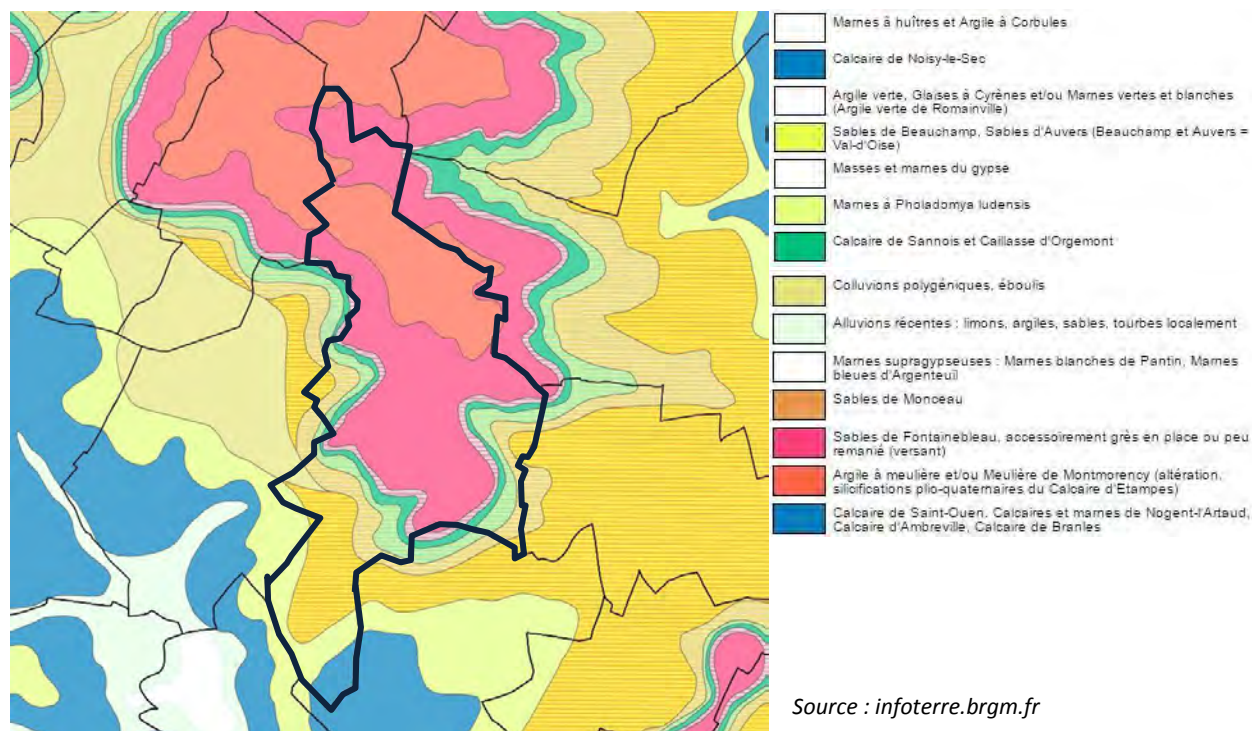 Marnes à huîtres et Argile à Corbules
Calcaire de Noisy-le-Sec
Argile verte, Glaises à Cyrènes et/ou Marnes vertes et blanches
(Argile verte de Romainville)
Sables de Beauchamp, Sables d'Auvers (Beauchamp et Auvers =
Val-d'Oise)
Masses et marnes du gypse
Marnes à Pholadomya ludensis
Calcaire de Sannois et Caillasse d'Orgemont
Colluvions polygéniques, éboulis
Alluvions récentes : limons, argiles, sables, tourbes localement
Marnes supragypseuses : Marnes blanches de Pantin, Marnes
bleues d'Argenteuil
Sables de Monceau
Sables de Fontainebleau, accessoirement grès en place ou peu
remanié (versant)
Argile à meulière et/ou Meulière de Montmorency (altération,
silicifications plio-quaternaires du Calcaire d'Etampes)
Calcaire de Saint-Ouen, Calcaires et marnes de Nogent-l'Artaud,
Calcaire d'Ambreville, Calcaire de Branles
Source : infoterre.brgm.fr